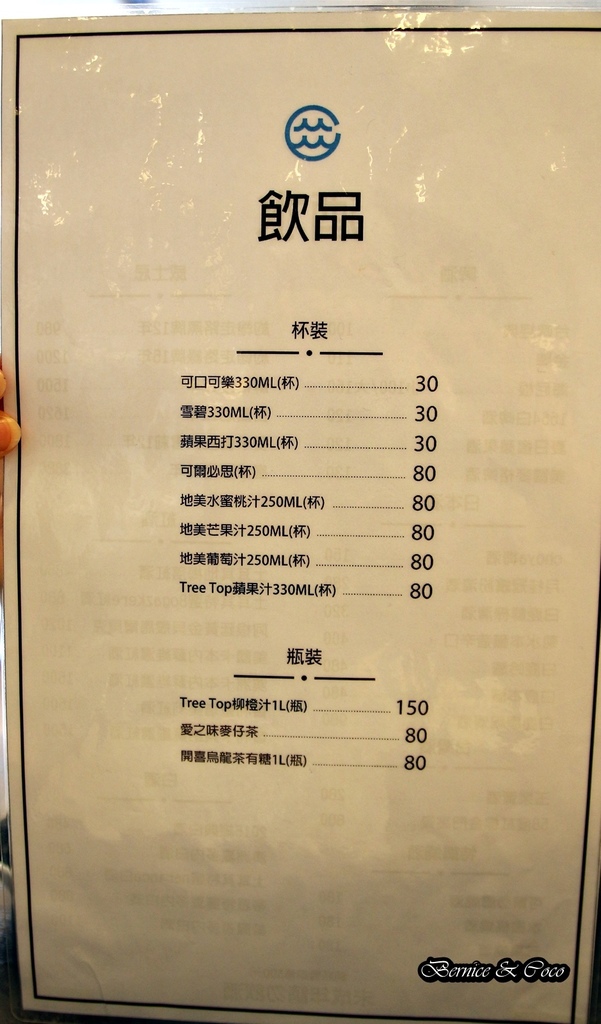 飲品
杯裝
可口可樂330ML(杯) 30
雪碧330ML(杯) 30
蘋果西打330ML(杯) 30
可爾必思(杯) 80
地美水蜜桃汁250ML(杯) 80
地美芒果汁250ML(杯) 80
地美葡萄汁250ML(杯) 80
Tree Top蘋果汁330ML(杯) 80
瓶裝
Tree Top柳橙汁1L(瓶) 150
愛之味麥仔茶 80
開喜烏龍茶有糖1L(瓶) 80
Bernice & Coco